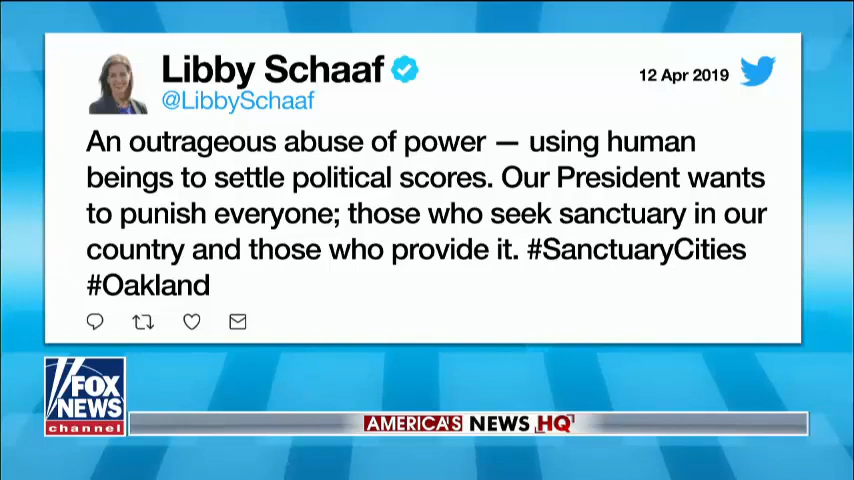 Libby Schaaf
@LibbySchaaf
12 Apr 2019
An outrageous abuse of power — using human
beings to settle political scores. Our President wants
to punish everyone; those who seek sanctuary in our
country and those who provide it. #SanctuaryCities
#Oakland
FOX
NEWS
channel
AMERICA'S NEWS HQ